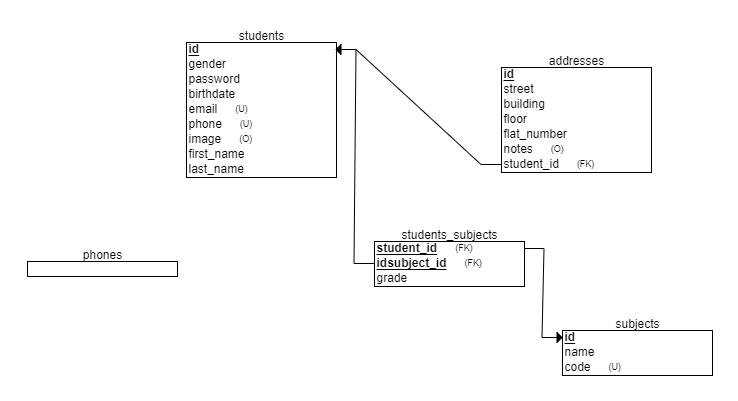 students
id
gender
password
birthdate
email (U)
phone (U)
image (O)
first_name
last_name
addresses
id
street
building
floor
flat_number
notes (O)
student_id (FK)
students_subjects
student_id (FK)
idsubject_id (FK)
grade
phones
subjects
id
name
code (U)